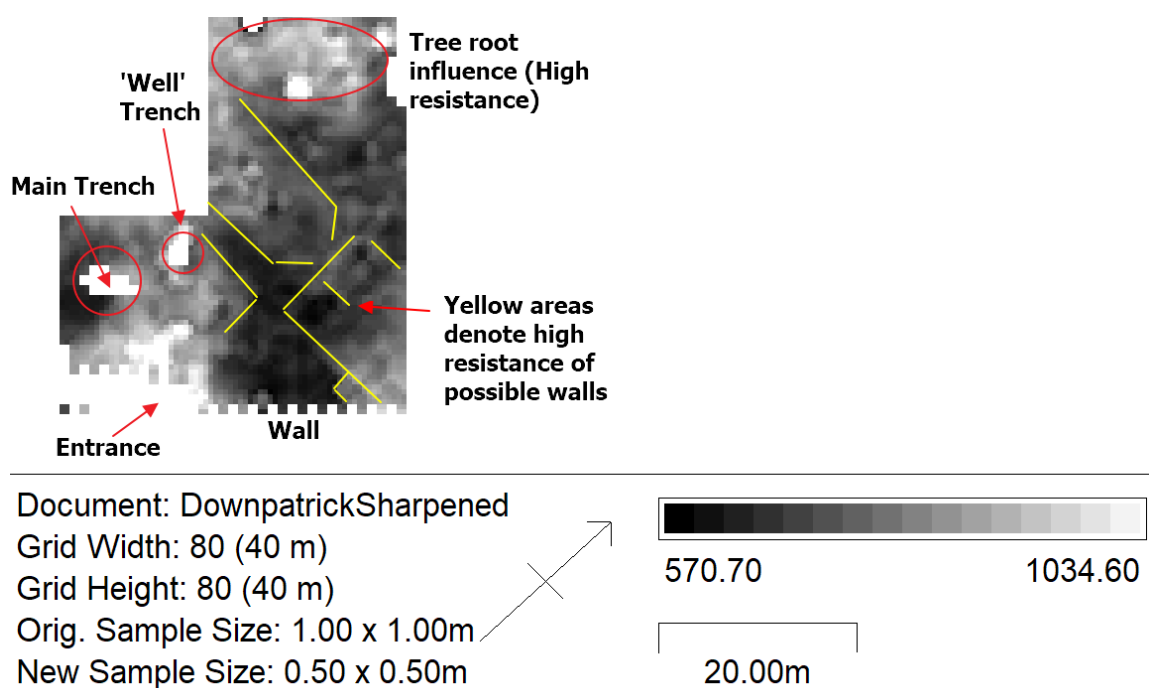 Tree root
influence (High
resistance)
'Well'
Trench
Main Trench
Yellow areas
denote high
resistance of
possible walls
Wall
Entrance
Document: DownpatrickSharpened
Grid Width: 80 (40 m)
Grid Height: 80 (40 m)
Orig. Sample Size: 1.00 x 1.00m
New Sample Size: 0.50 x 0.50m
570.70
1034.60
20.00m